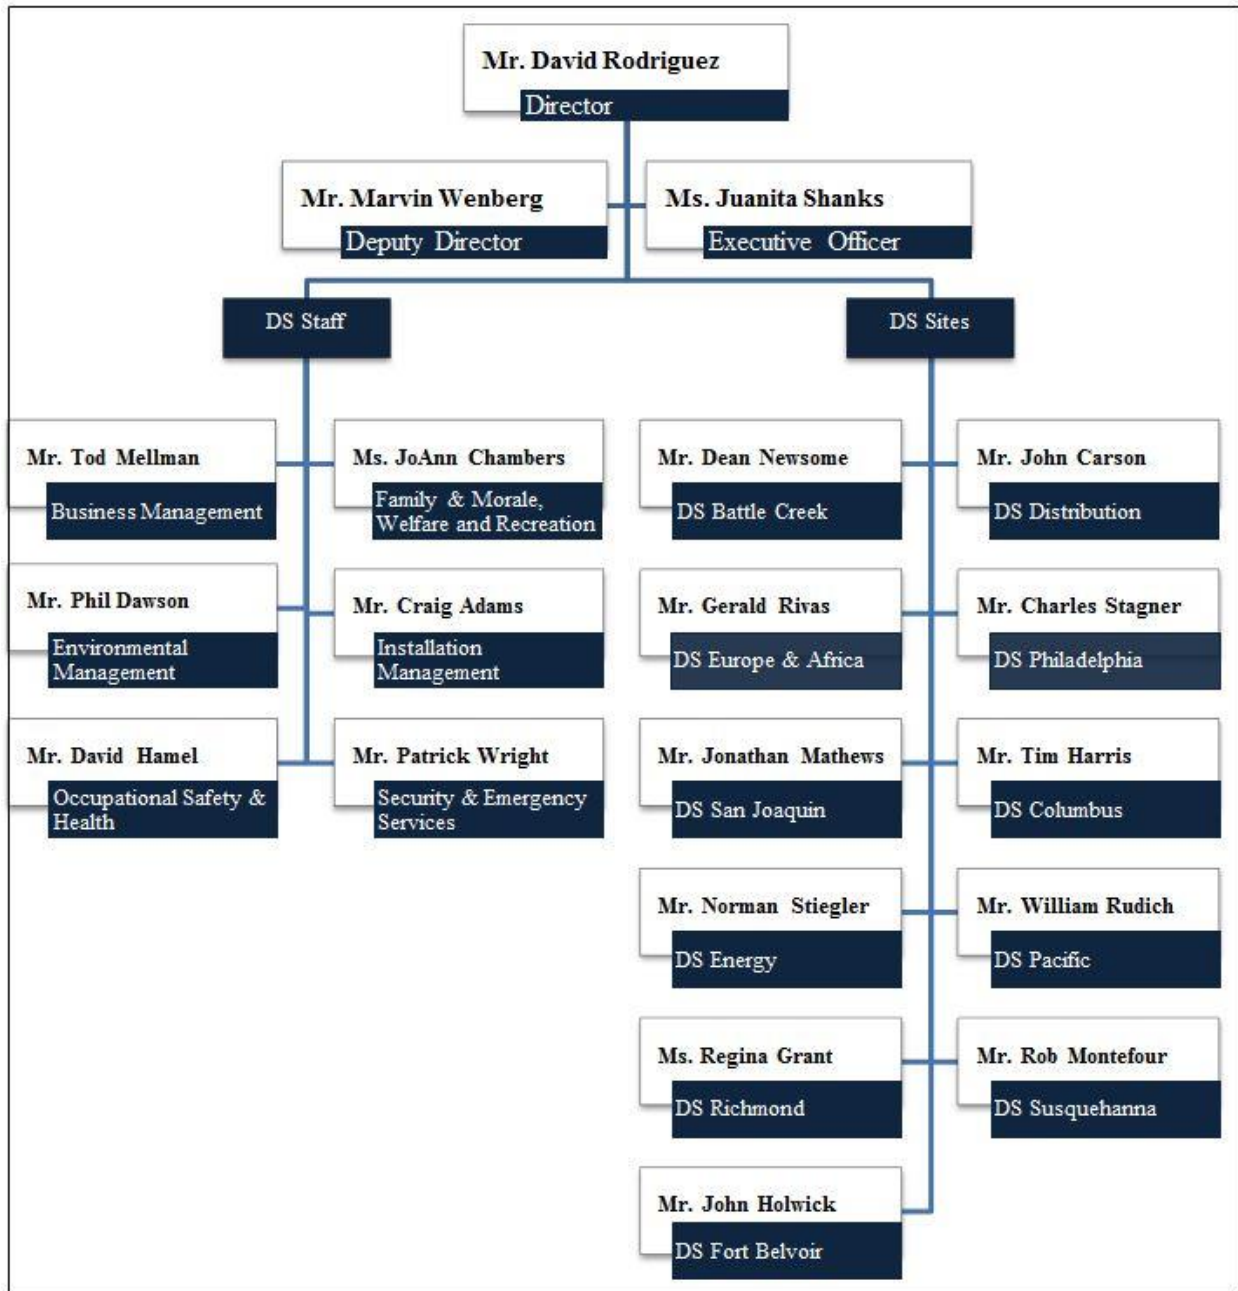 Mr. David Rodriguez
Director
Mr. Marvin Wenberg
Deputy Director
Ms. Juanita Shanks
Executive Officer
DS Staff
DS Sites
Mr. Tod Mellman
Business Management
Ms. JoAnn Chambers
Family & Morale,
Welfare and Recreation
Mr. Phil Dawson
Environmental
Management
Mr. Craig Adams
Installation
Management
Mr. David Hamel
Occupational Safety &
Health
Mr. Patrick Wright
Security & Emergency
Services
Mr. Dean Newsome
DS Battle Creek
Mr. John Carson
DS Distribution
Mr. Gerald Rivas
DS Europe & Africa
Mr. Charles Stagner
DS Philadelphia
Mr. Jonathan Mathews
DS San Joaquin
Mr. Tim Harris
DS Columbus
Mr. Norman Stiegler
DS Energy
Mr. William Rudich
DS Pacific
Ms. Regina Grant
DS Richmond
Mr. Rob Montefour
DS Susquehanna
Mr. John Holwick
DS Fort Belvoir